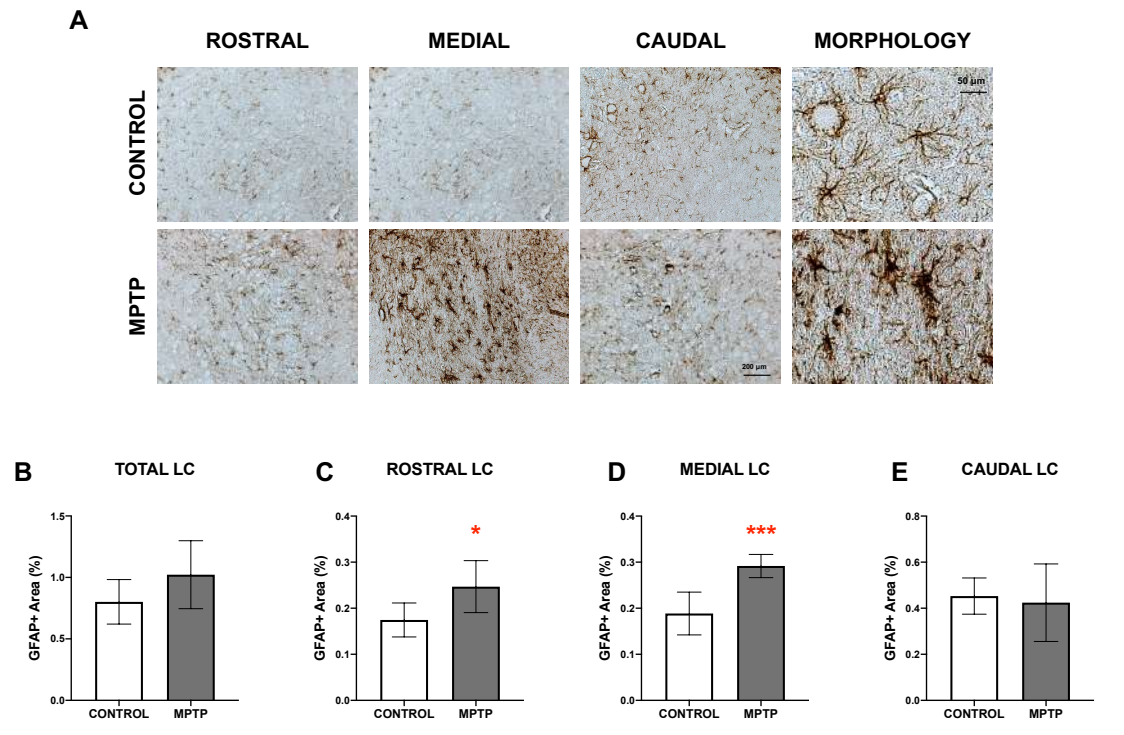 A
ROSTRAL MEDIAL CAUDAL MORPHOLOGY
CONTROL
50 µm
MPTP
200 µm
B
TOTAL LC
GFAP+ Area (%)
1.5
1.0
0.5
0.0
CONTROL MPTP
C
ROSTRAL LC
GFAP+ Area (%)
0.4
0.3
0.2
0.1
0.0
*
CONTROL MPTP
D
MEDIAL LC
GFAP+ Area (%)
0.4
0.3
0.2
0.1
0.0
***
CONTROL MPTP
E
CAUDAL LC
GFAP+ Area (%)
0.8
0.6
0.4
0.2
0.0
CONTROL MPTP